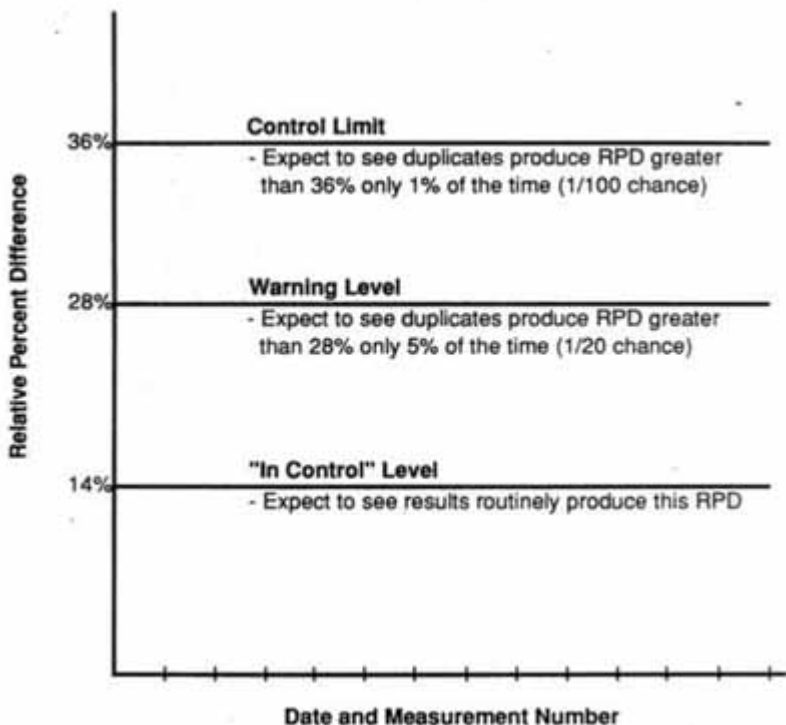 Control Limit
36%
- Expect to see duplicates produce RPD greater
than 36% only 1% of the time (1/100 chance)
Warning Level
28%
- Expect to see duplicates produce RPD greater
than 28% only 5% of the time (1/20 chance)
Relative Percent Difference
"In Control" Level
14%
- Expect to see results routinely produce this RPD
Date and Measurement Number